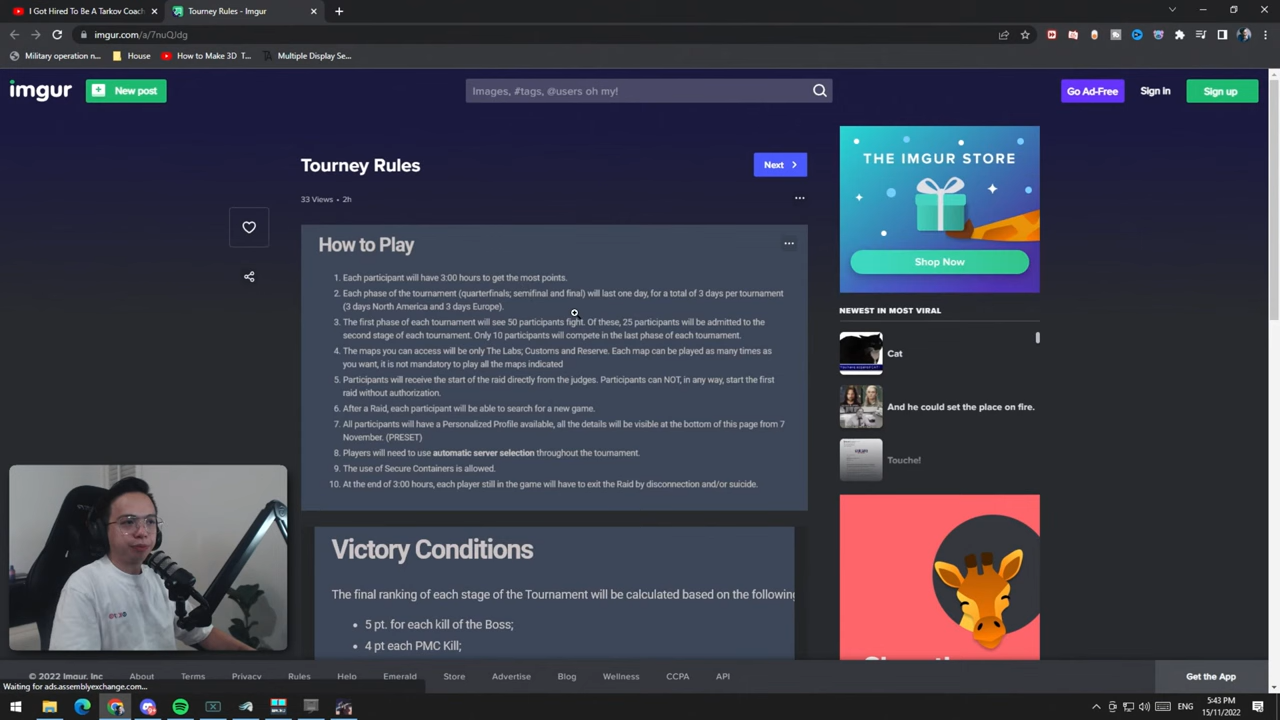 I Got Hired To Be A Tarkov Coach
Tourney Rules - Imgur
imgur.com/a/7nuQJdg
Military operation n...
House
How to Make 3D T...
Multiple Display Se...
imgur
New post
Images, #tags, @users oh my!
Go Ad-Free
Sign in
Sign up
Tourney Rules
Next
33 Views • 2h
THE IMGUR STORE
Shop Now
How to Play
1. Each participant will have 3:00 hours to get the most points.
2. Each phase of the tournament (quarterfinals; semifinal and final) will last one day, for a total of 3 days per tournament
(3 days North America and 3 days Europe).
3. The first phase of each tournament will see 50 participants fight. Of these, 25 participants will be admitted to the
second stage of each tournament. Only 10 participants will compete in the last phase of each tournament.
4. The maps you can access will be only The Labs; Customs and Reserve. Each map can be played as many times as
you want, it is not mandatory to play all the maps indicated
5. Participants will receive the start of the raid directly from the judges. Participants can NOT, in any way, start the first
raid without authorization.
6. After a Raid, each participant will be able to search for a new game.
7. All participants will have a Personalized Profile available, all the details will be visible at the bottom of this page from 7
November. (PRESET)
8. Players will need to use automatic server selection throughout the tournament.
9. The use of Secure Containers is allowed.
10. At the end of 3:00 hours, each player still in the game will have to exit the Raid by disconnection and/or suicide.
NEWEST IN MOST VIRAL
Cat
And he could set the place on fire.
Touche!
Victory Conditions
The final ranking of each stage of the Tournament will be calculated based on the following
• 5 pt. for each kill of the Boss;
• 4 pt each PMC Kill;
© 2022 Imgur, Inc
About
Terms
Privacy
Rules
Help
Emerald
Store
Advertise
Blog
Wellness
CCPA
API
Get the App
Waiting for ads.assemblyexchange.com...
ENG
5:43 PM
15/11/2022